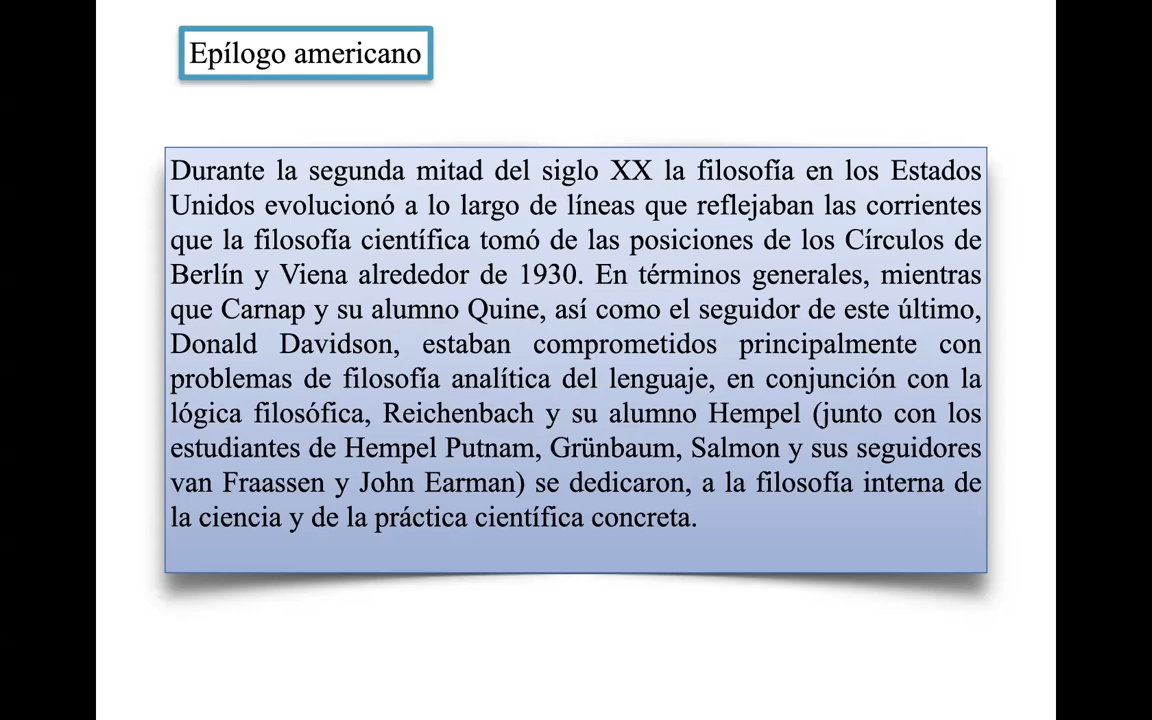 Epílogo americano
Durante la segunda mitad del siglo XX la filosofía en los Estados
Unidos evolucionó a lo largo de líneas que reflejaban las corrientes
que la filosofía científica tomó de las posiciones de los Círculos de
Berlín y Viena alrededor de 1930. En términos generales, mientras
que Carnap y su alumno Quine, así como el seguidor de este último,
Donald Davidson, estaban comprometidos principalmente con
problemas de filosofía analítica del lenguaje, en conjunción con la
lógica filosófica, Reichenbach y su alumno Hempel (junto con los
estudiantes de Hempel Putnam, Grünbaum, Salmon y sus seguidores
van Fraassen y John Earman) se dedicaron, a la filosofía interna de
la ciencia y de la práctica científica concreta.